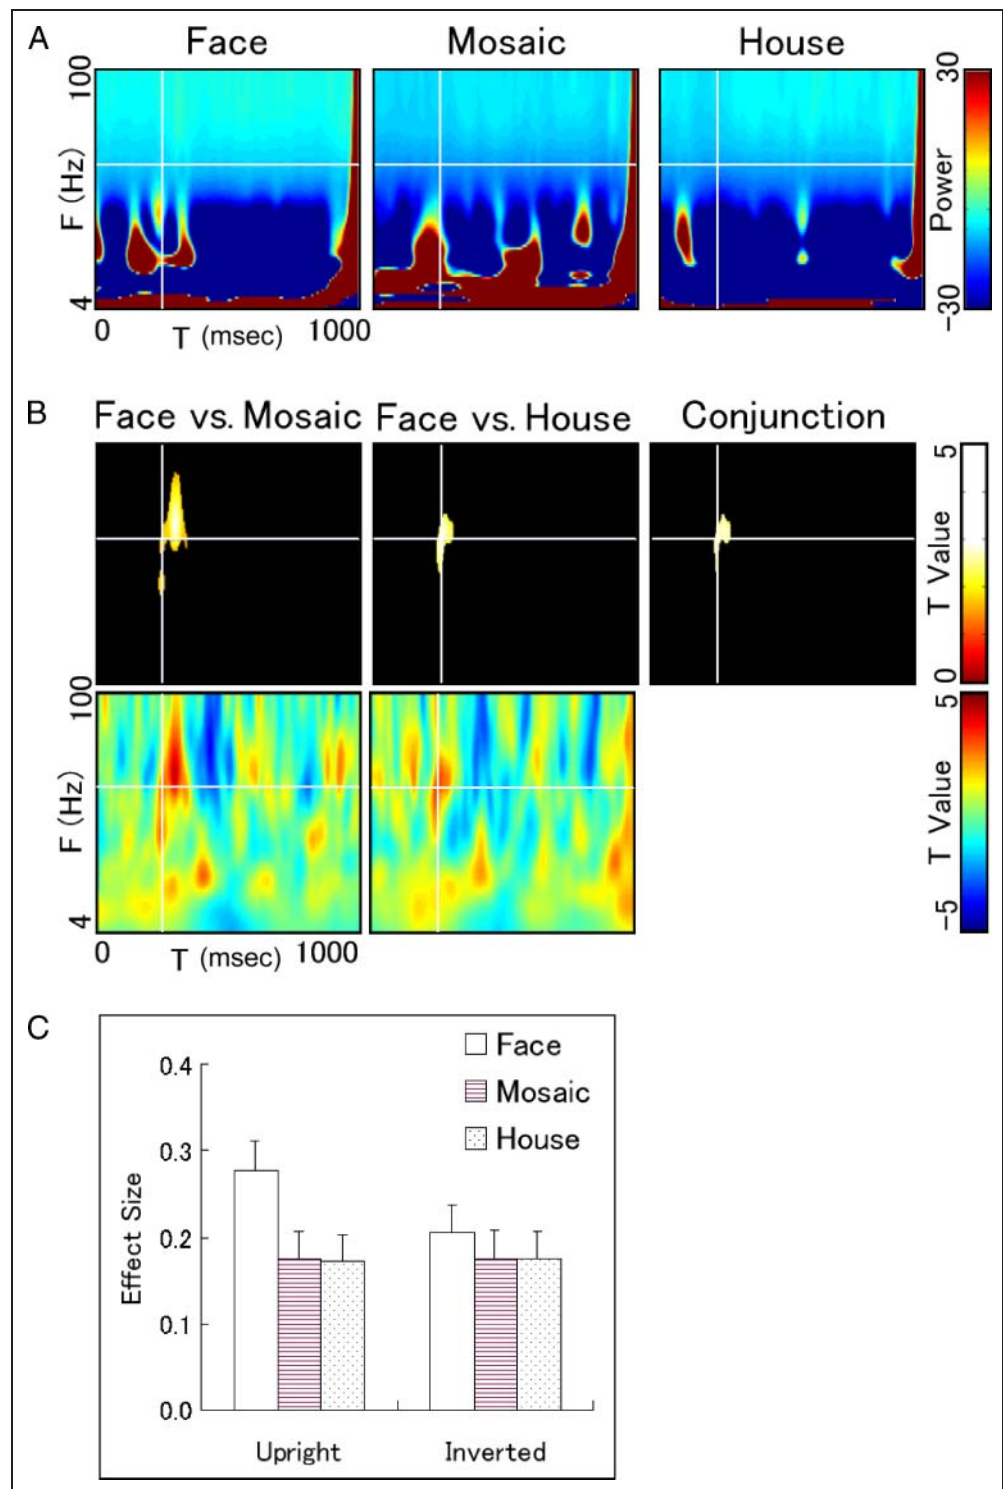 A
Face Mosaic House
100
F (Hz)
4
0 T (msec) 1000
30
Power
-30
B
Face vs. Mosaic Face vs. House Conjunction
5
T Value
0
100
F (Hz)
4
0 T (msec) 1000
5
T Value
-5
C
Face
Mosaic
House
0.4
0.3
0.2
0.1
0.0
Effect Size
Upright Inverted